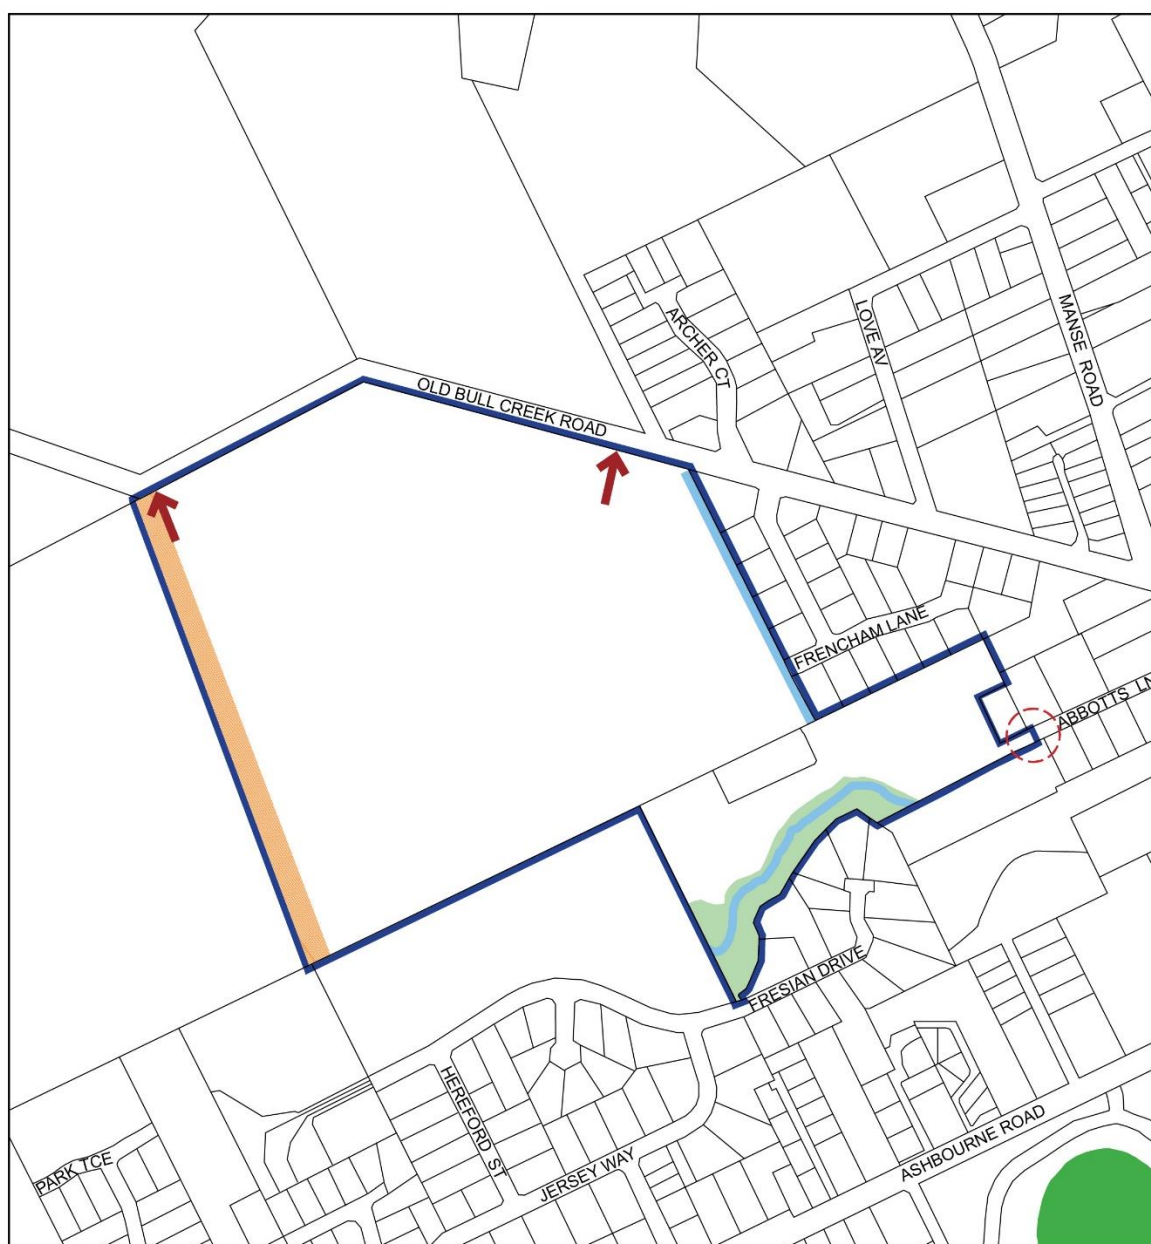 LOVE AV
MANSE ROAD
ARCHER CT
OLD BULL CREEK ROAD
FRENCHAM LANE
ABBOTTS LN
FRESIAN DRIVE
HEREFORD ST
PARK TCE
JERSEY WAY
ASHBOURNE ROAD